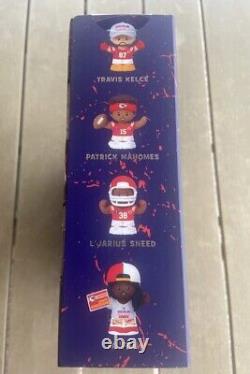 87
TRAVIS KELCE
15
PATRICK MAHOMES
38
L'JARIUS SNEED